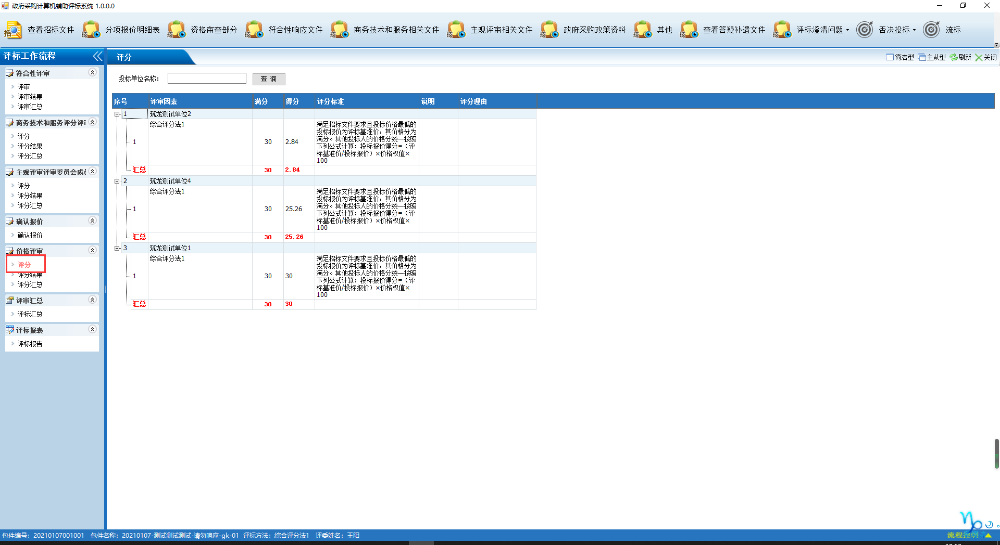 政府采购计算机辅助评标系统 1.0.0.0
查看招标文件 分项报价明细表 资格审查部分 符合性响应文件 商务技术和服务相关文件 主观评审相关文件 政府采购政策资料 其他 查看答疑补遗文件 评标澄清问题 否决投标 流标
评标工作流程
评分
简洁型 主从型 刷新 关闭
符合性评审
评审
评审结果
评审汇总
商务技术和服务评分评
评分
评分结果
评分汇总
主观评审评审委员会成
评分
评分结果
评分汇总
确认报价
确认报价
价格评审
评分
评分结果
评分汇总
评审汇总
评标汇总
评标报表
评标报告
投标单位名称： 查 询
序号 评审因素 满分 得分 评分标准 说明 评分理由
1 筑龙测试单位2
1 综合评分法1 30 2.84
满足招标文件要求且投标价格最低的
投标报价为评标基准价，其价格分为
满分。其他投标人的价格分统一按照
下列公式计算：投标报价得分=（评
标基准价/投标报价）×价格权值×
100
汇总 30 2.84
2 筑龙测试单位4
1 综合评分法1 30 25.26
满足招标文件要求且投标价格最低的
投标报价为评标基准价，其价格分为
满分。其他投标人的价格分统一按照
下列公式计算：投标报价得分=（评
标基准价/投标报价）×价格权值×
100
汇总 30 25.26
3 筑龙测试单位1
1 综合评分法1 30 30
满足招标文件要求且投标价格最低的
投标报价为评标基准价，其价格分为
满分。其他投标人的价格分统一按照
下列公式计算：投标报价得分=（评
标基准价/投标报价）×价格权值×
100
汇总 30 30
包件编号：20210107001001 包件名称：20210107-测试测试测试-请勿响应-gk-01 评标方法：综合评分法1 评委姓名：王阳
流程